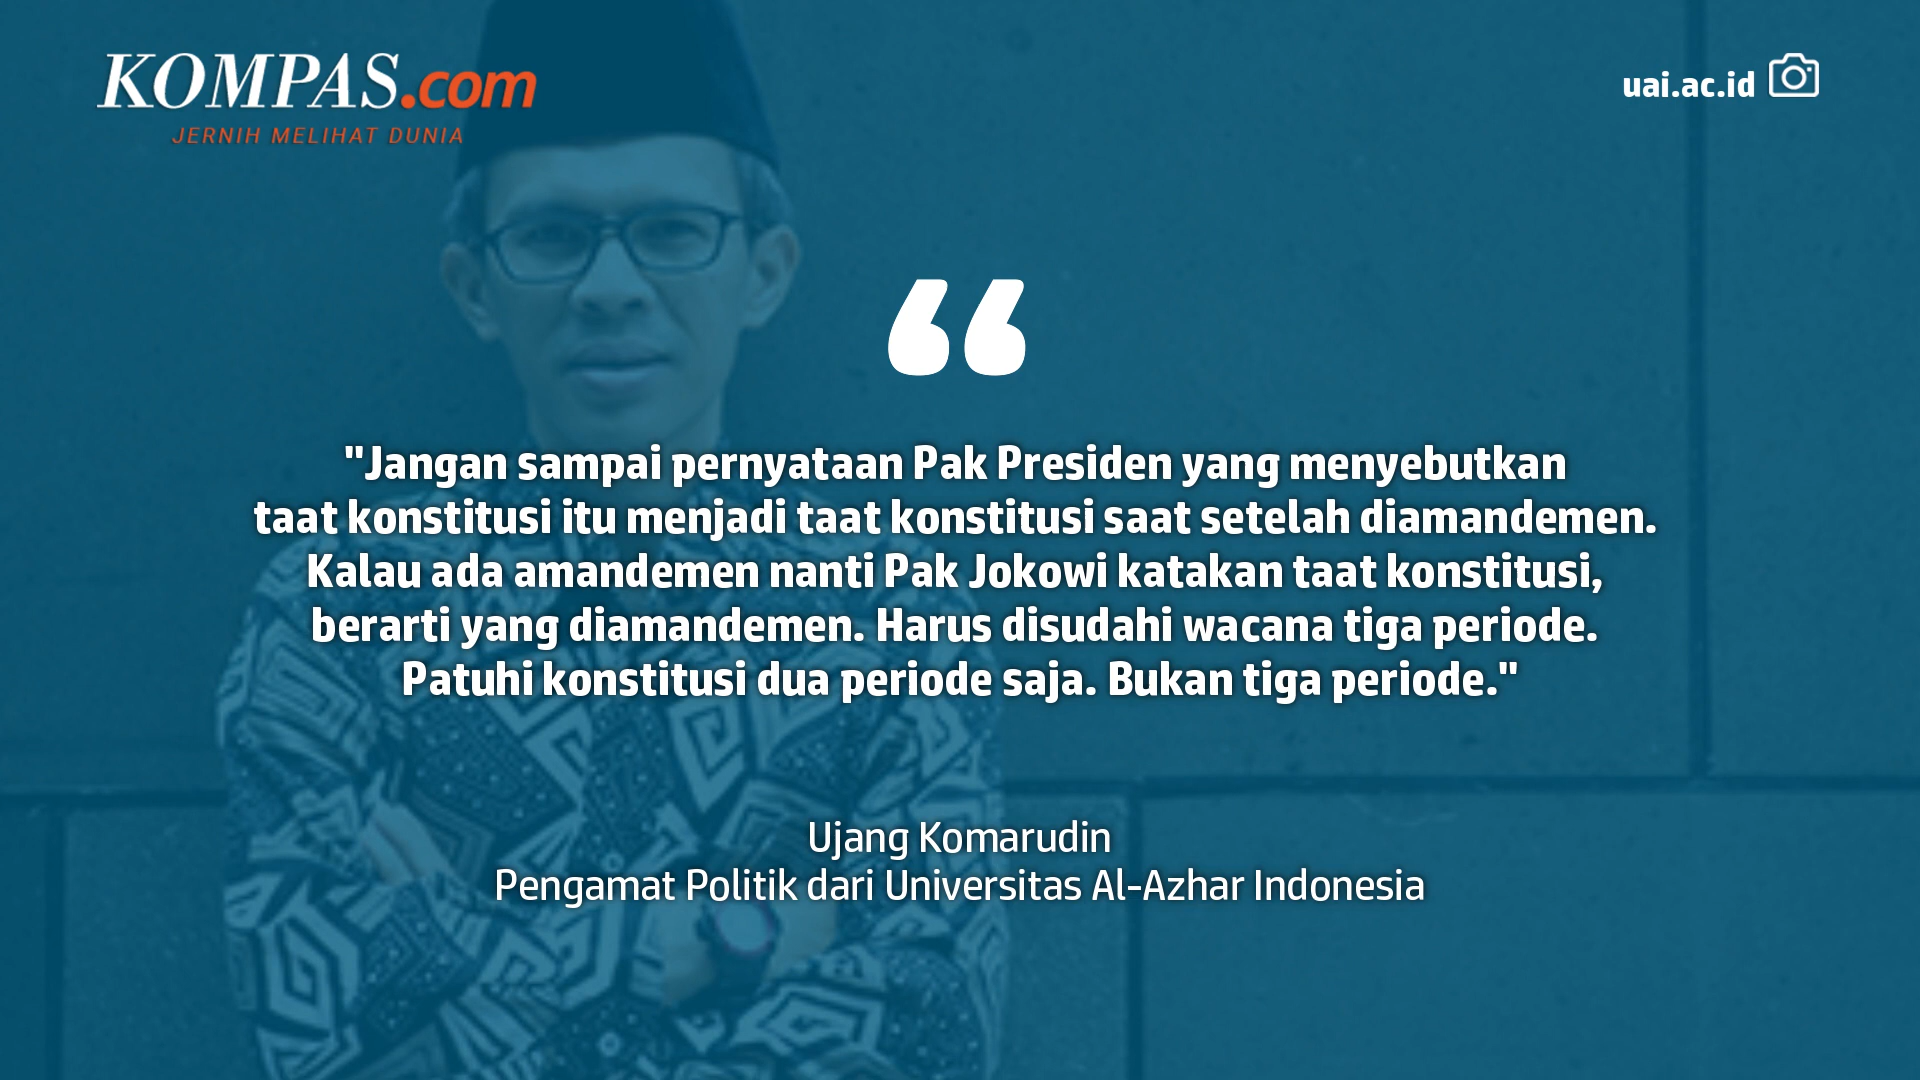 KOMPAS.com
JERNIH MELIHAT DUNIA
uai.ac.id
"Jangan sampai pernyataan Pak Presiden yang menyebutkan
taat konstitusi itu menjadi taat konstitusi saat setelah diamandemen.
Kalau ada amandemen nanti Pak Jokowi katakan taat konstitusi,
berarti yang diamandemen. Harus disudahi wacana tiga periode.
Patuhi konstitusi dua periode saja. Bukan tiga periode."
Ujang Komarudin
Pengamat Politik dari Universitas Al-Azhar Indonesia